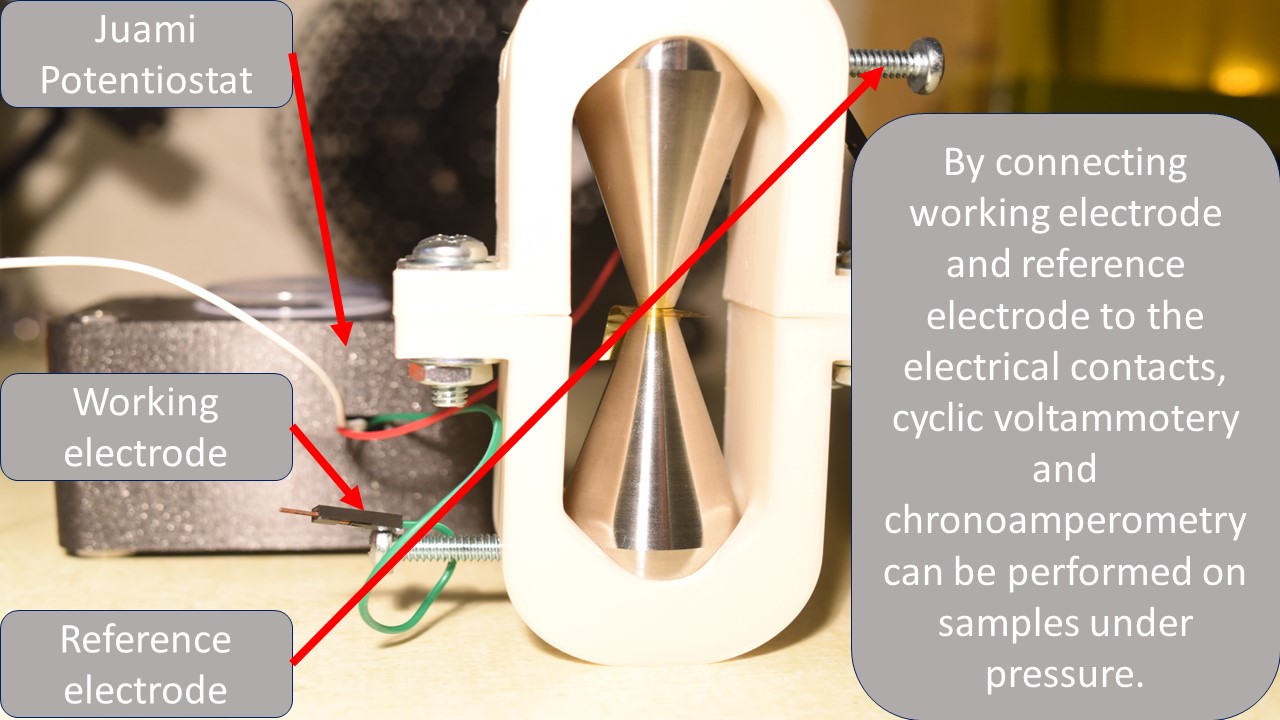 Juami
Potentiostat
Working
electrode
Reference
electrode
By connecting
working electrode
and reference
electrode to the
electrical contacts,
cyclic voltammotery
and
chronoamperometry
can be performed on
samples under
pressure.